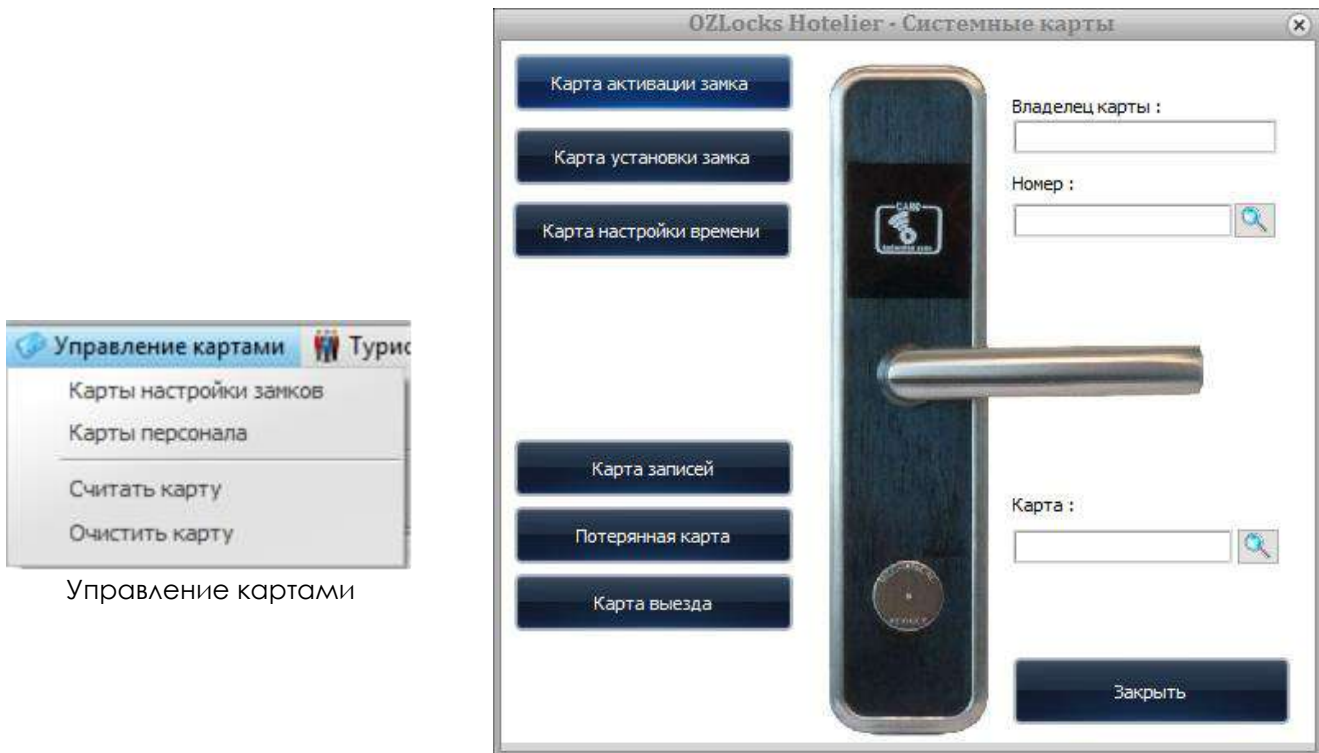 OZLocks Hotelier - Системные карты
Карта активации замка
Карта установки замка
Карта настройки времени
Владелец карты :
Номер :
CARD
Управление картами Турис
Карты настройки замков
Карты персонала
Считать карту
Очистить карту
Управление картами
Карта записей
Потерянная карта
Карта выезда
Карта :
Закрыть